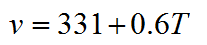 v = 331 + 0.6T